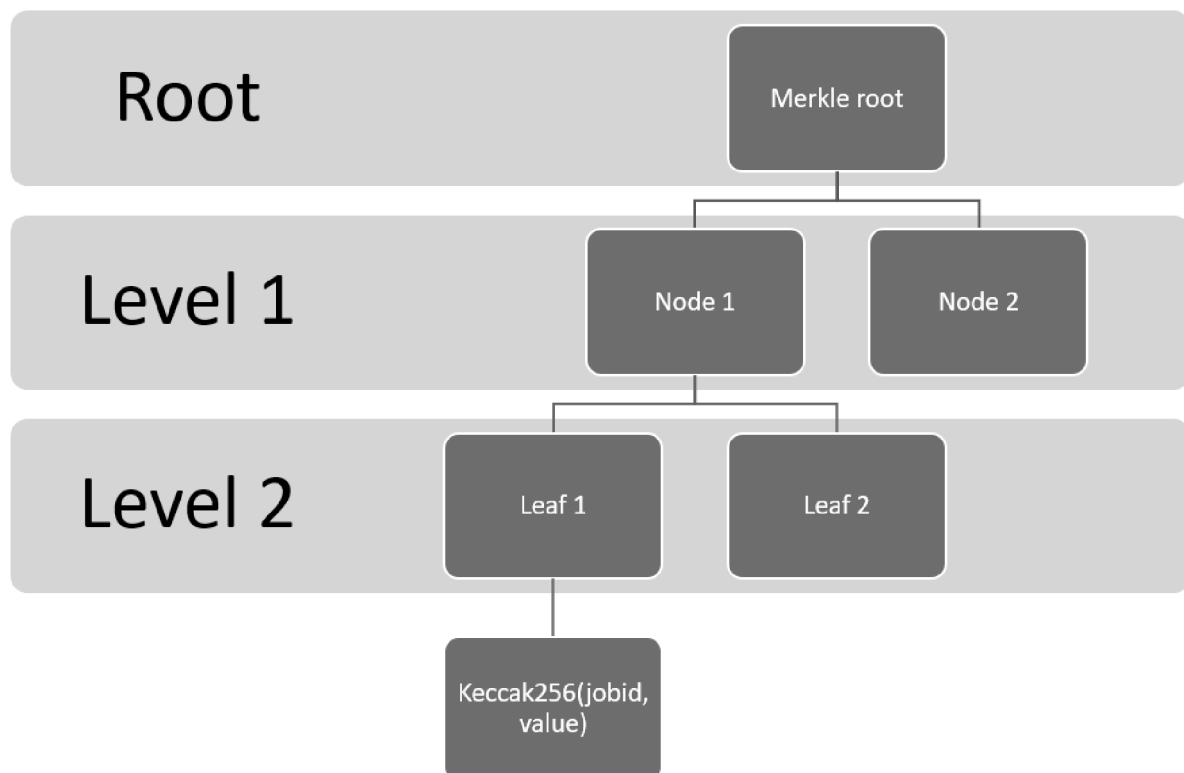 Root
Merkle root
Level 1
Node 1
Node 2
Level 2
Leaf 1
Leaf 2
Keccak256(jobid,
value)